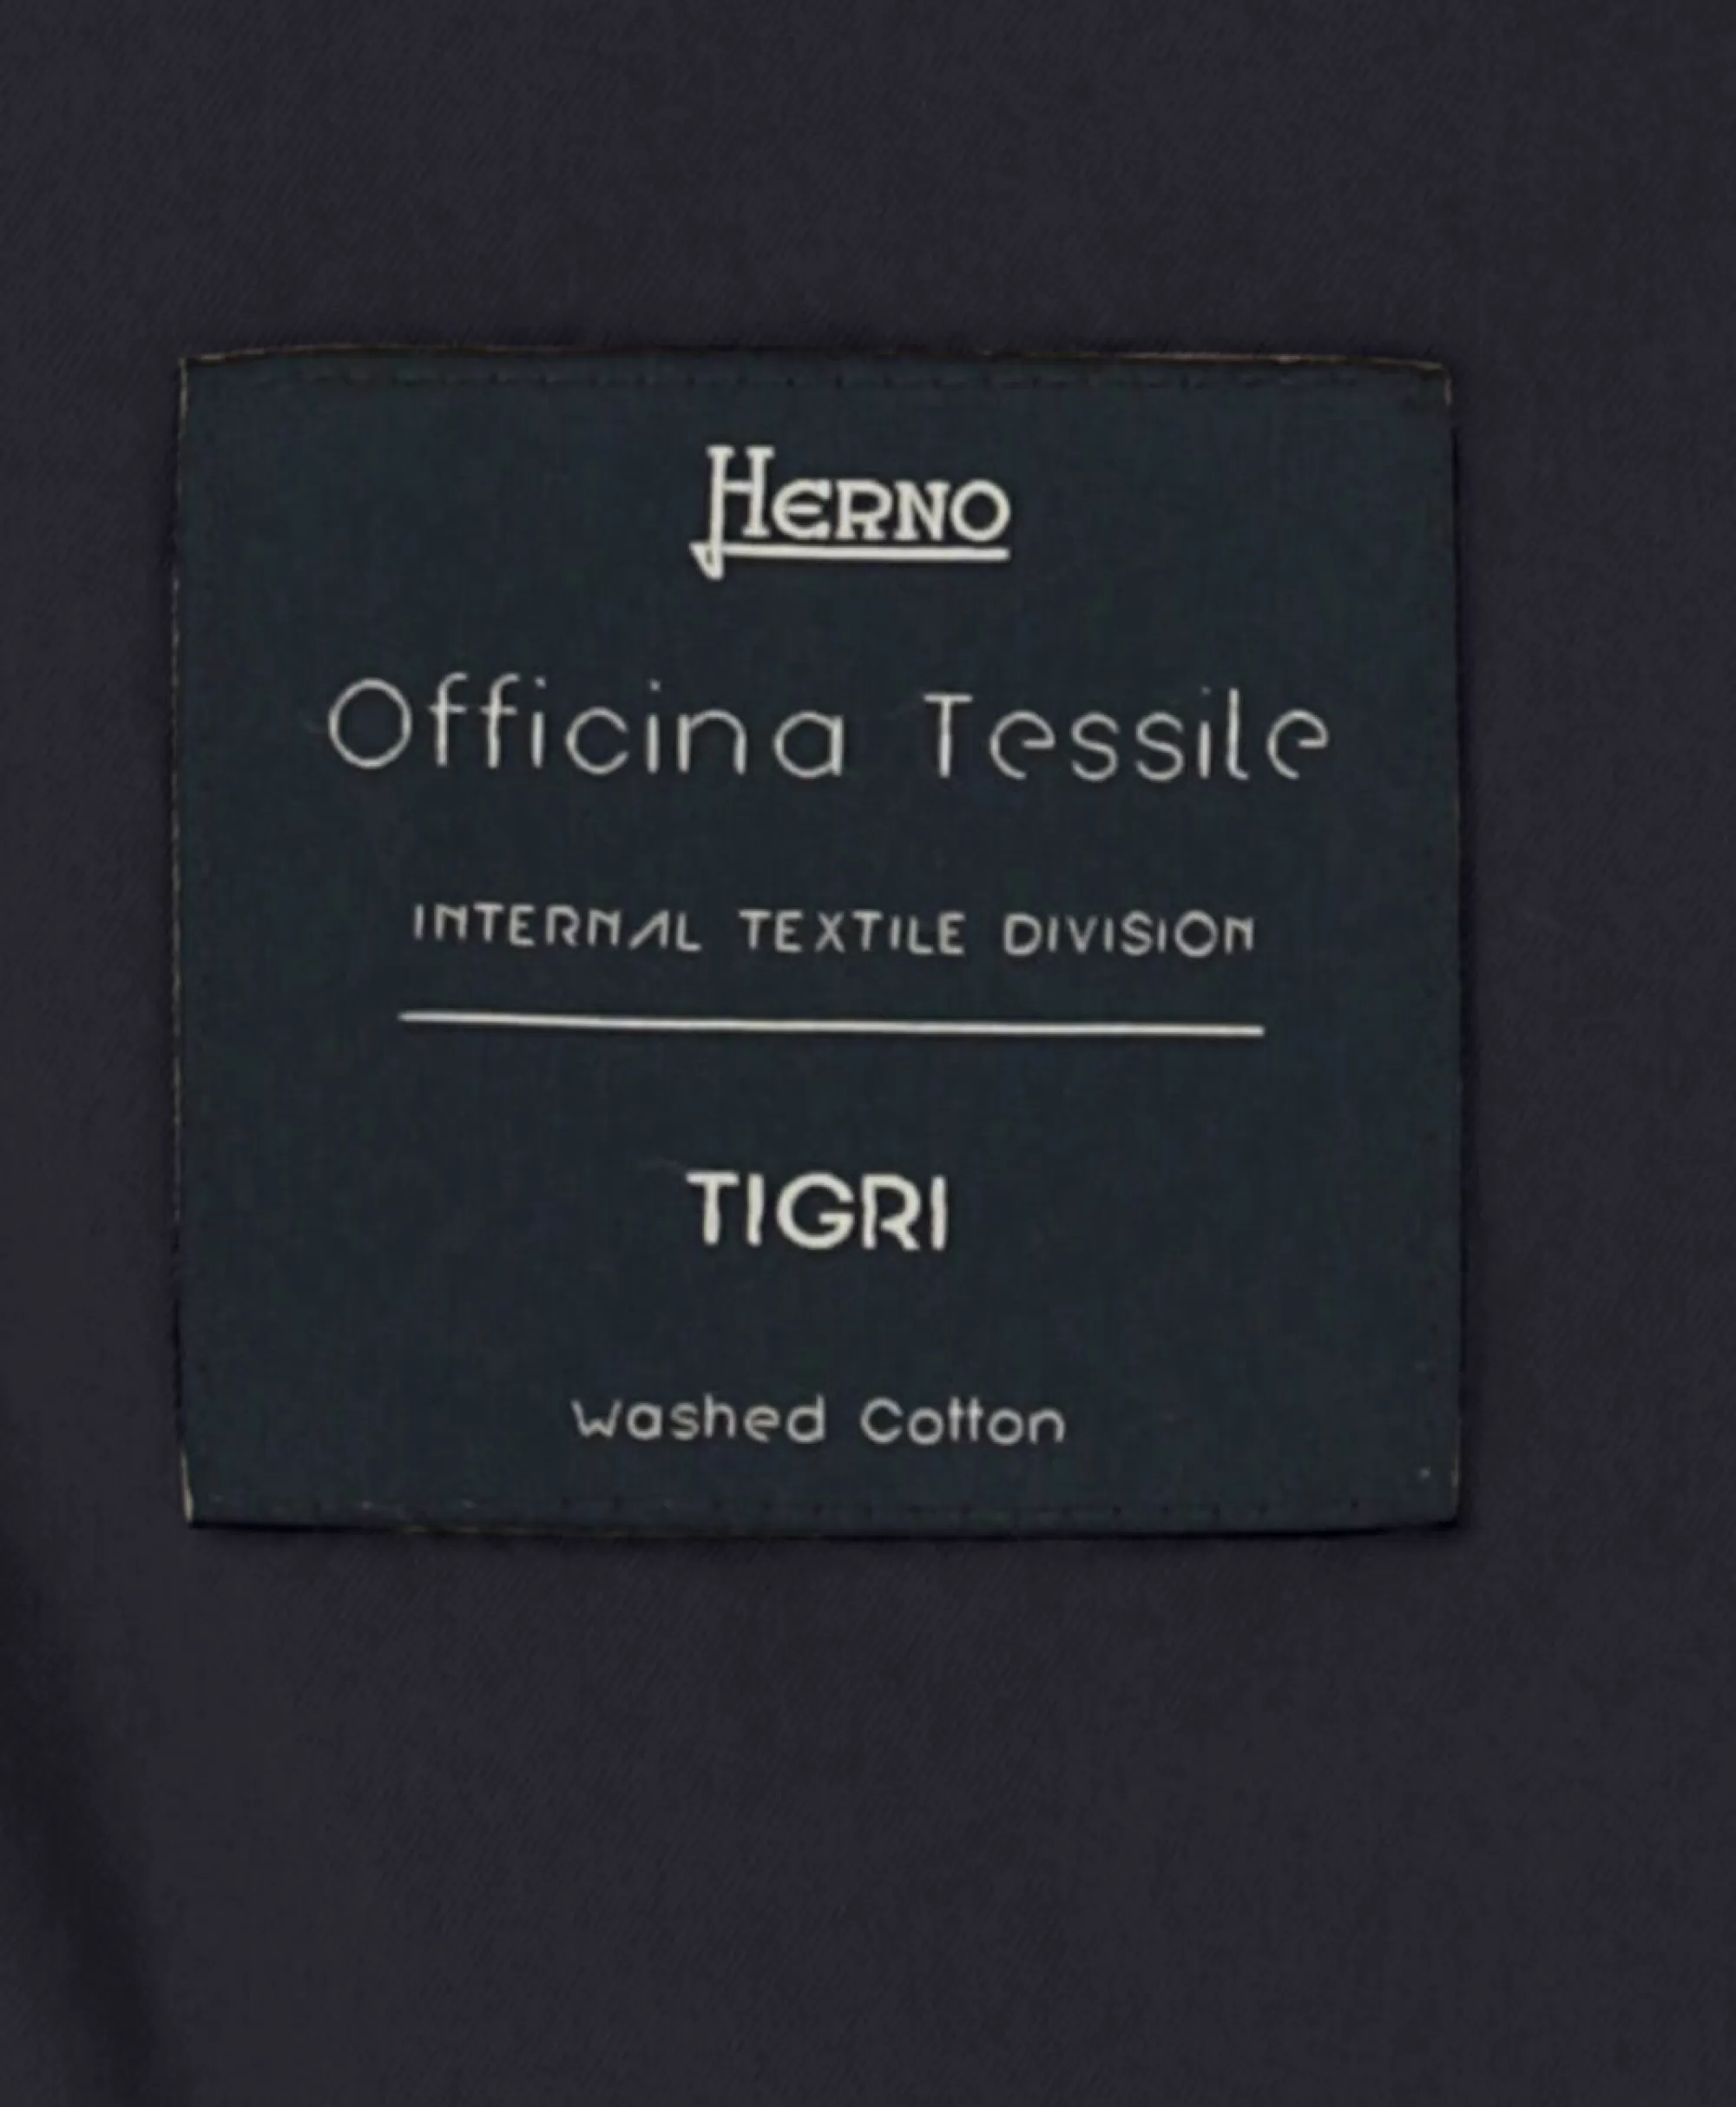 HERNO
Officina Tessile
INTERNAL TEXTILE DIVISION
TIGRI
Washed Cotton